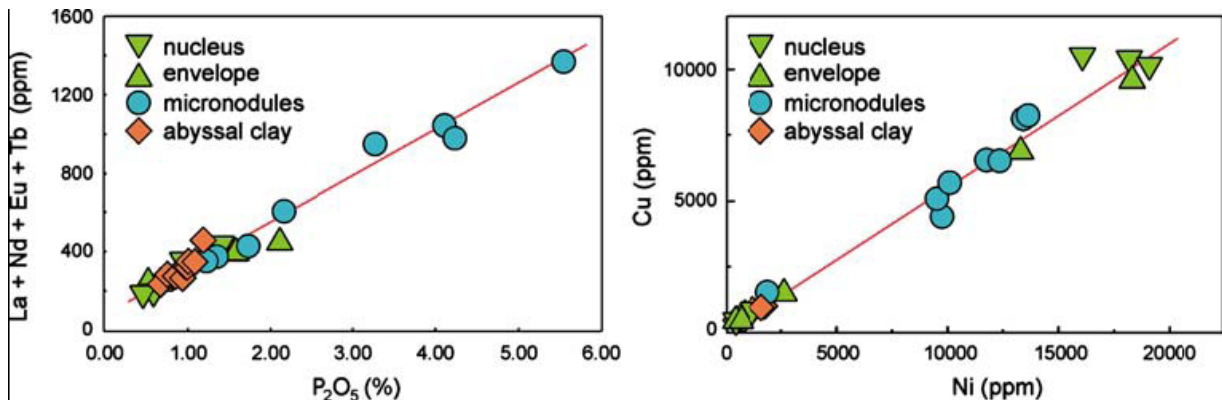 1600
1200
800
400
0
La + Nd + Eu + Tb (ppm)
nucleus
envelope
micronodules
abyssal clay
0.00 1.00 2.00 3.00 4.00 5.00 6.00
P₂O₅ (%)
10000
5000
0
Cu (ppm)
nucleus
envelope
micronodules
abyssal clay
0 5000 10000 15000 20000
Ni (ppm)